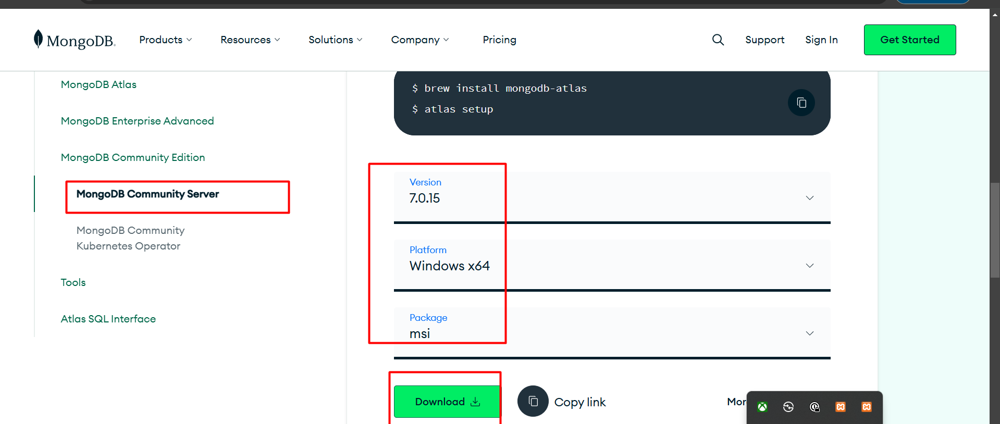 MongoDB.
Products
Resources
Solutions
Company
Pricing
Support
Sign In
Get Started
MongoDB Atlas
MongoDB Enterprise Advanced
MongoDB Community Edition
MongoDB Community Server
MongoDB Community
Kubernetes Operator
Tools
Atlas SQL Interface
$ brew install mongodb-atlas
$ atlas setup
Version
7.0.15
Platform
Windows x64
Package
msi
Download
Copy link